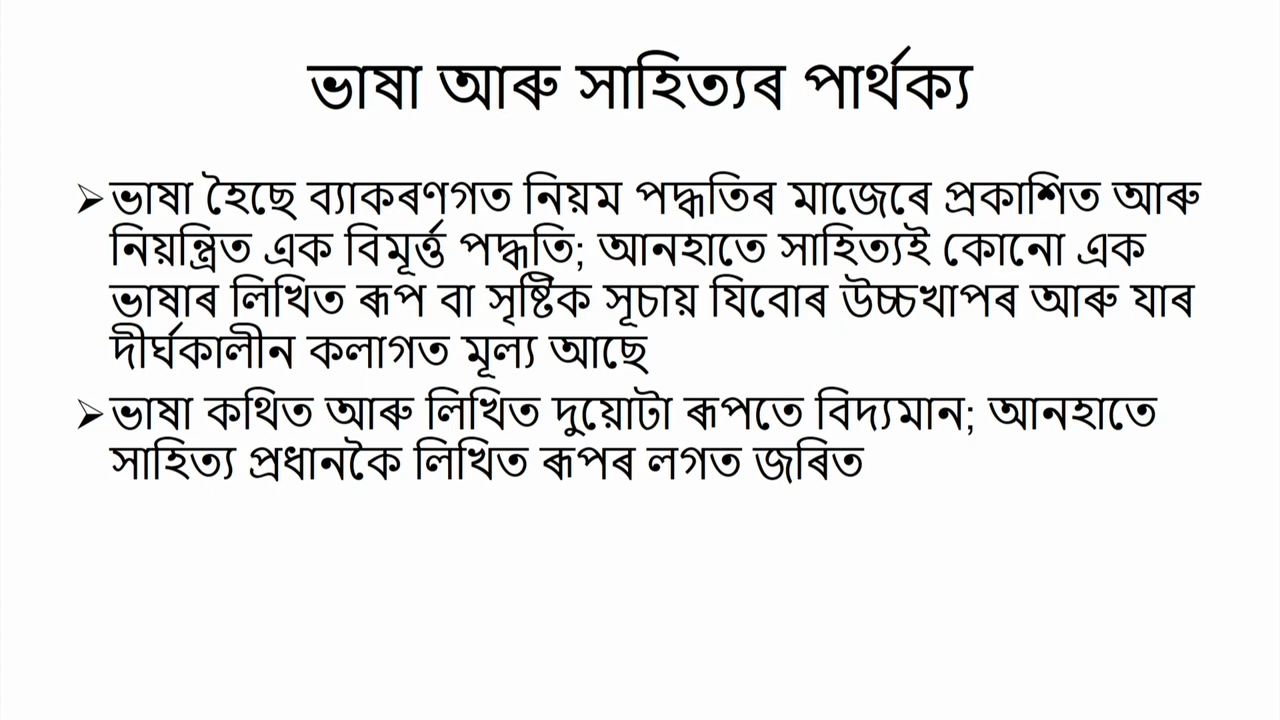 ভাষা আৰু সাহিত্যৰ পাৰ্থক্য
➢ভাষা হৈছে ব্যাকৰণগত নিয়ম পদ্ধতিৰ মাজেৰে প্ৰকাশিত আৰু
নিয়ন্ত্ৰিত এক বিমূৰ্ত্ত পদ্ধতি; আনহাতে সাহিত্যই কোনো এক
ভাষাৰ লিখিত ৰূপ বা সৃষ্টিক সূচায় যিবোৰ উচ্চখাপৰ আৰু যাৰ
দীৰ্ঘকালীন কলাগত মূল্য আছে
➢ভাষা কথিত আৰু লিখিত দুয়োটা ৰূপতে বিদ্যমান; আনহাতে
সাহিত্য প্ৰধানকৈ লিখিত ৰূপৰ লগত জৰিত